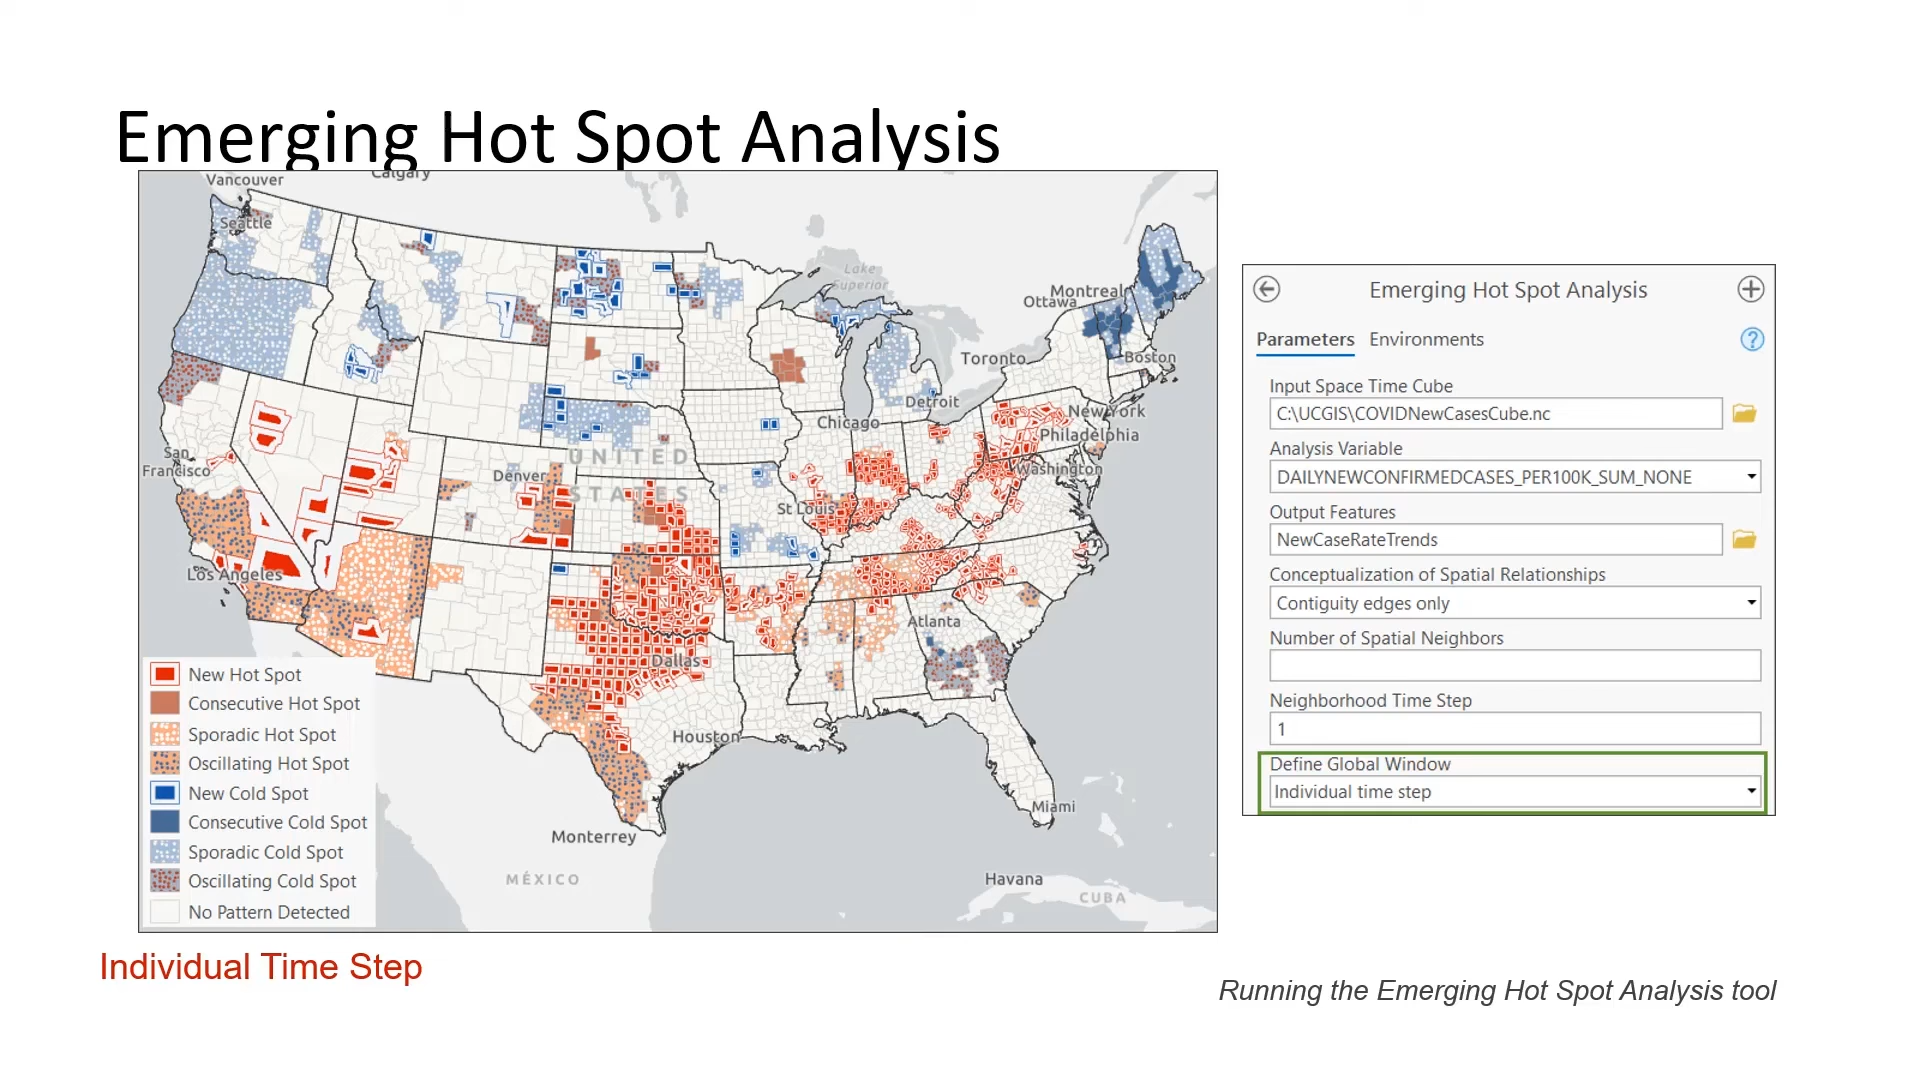 Emerging Hot Spot Analysis
Vancouver
Calgary
Seattle
Lake
Superior
Montreal
Ottawa
Toronto
Boston
Detroit
Chicago
New York
Philadelphia
San
Francisco
UNITED
STATES
Denver
Washington
St Louis
Los Angeles
Atlanta
Dallas
Houston
Miami
Monterrey
MÉXICO
Havana
CUBA
New Hot Spot
Consecutive Hot Spot
Sporadic Hot Spot
Oscillating Hot Spot
New Cold Spot
Consecutive Cold Spot
Sporadic Cold Spot
Oscillating Cold Spot
No Pattern Detected
Individual Time Step
Emerging Hot Spot Analysis
Parameters Environments
?
Input Space Time Cube
C:\UCGIS\COVIDNewCasesCube.nc
Analysis Variable
DAILYNEWCONFIRMEDCASES_PER100K_SUM_NONE
Output Features
NewCaseRateTrends
Conceptualization of Spatial Relationships
Contiguity edges only
Number of Spatial Neighbors
Neighborhood Time Step
1
Define Global Window
Individual time step
Running the Emerging Hot Spot Analysis tool